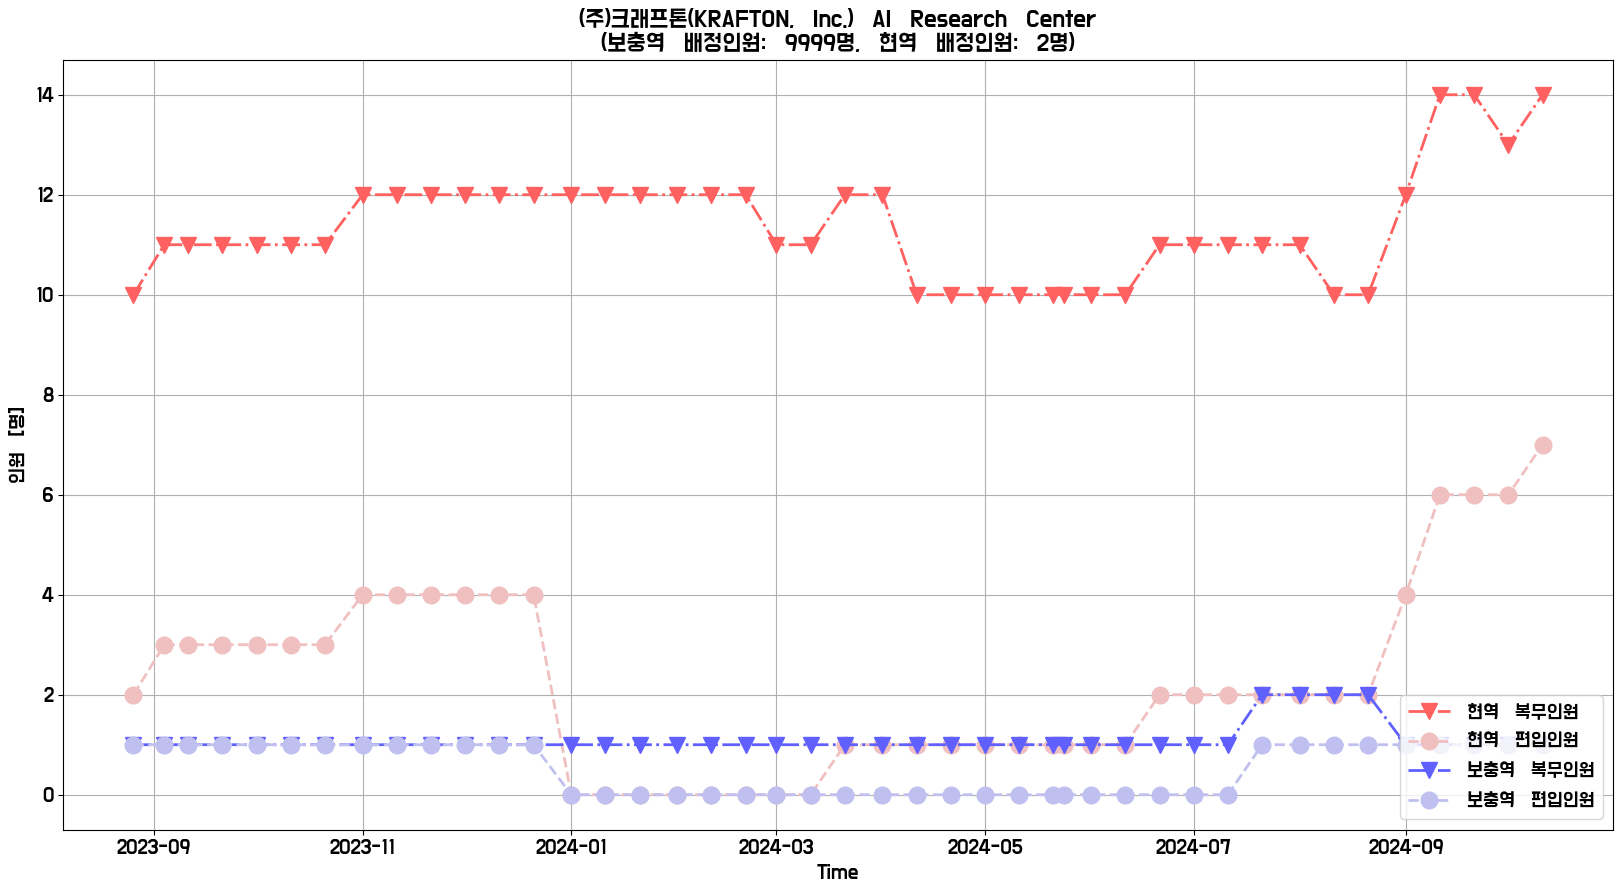 (주)크래프톤(KRAFTON, Inc.) AI Research Center
(보충역 배정인원: 9999명, 현역 배정인원: 2명)
인원 [명]
14
12
10
8
6
4
2
0
2023-09
2023-11
2024-01
2024-03
2024-05
2024-07
2024-09
Time
현역 복무인원
현역 편입인원
보충역 복무인원
보충역 편입인원